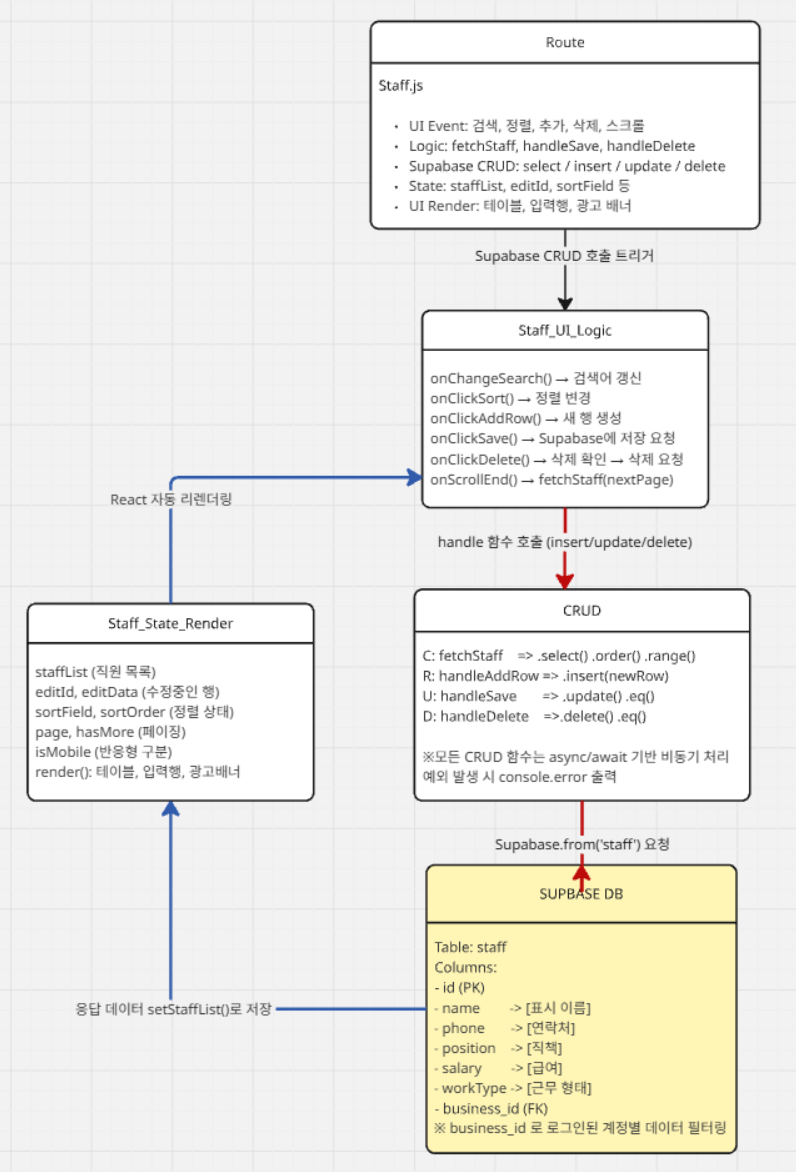 Route
Staff.js
• UI Event: 검색, 정렬, 추가, 삭제, 스크롤
• Logic: fetchStaff, handleSave, handleDelete
• Supabase CRUD: select / insert / update / delete
• State: staffList, editId, sortField 등
• UI Render: 테이블, 입력행, 광고 배너
Supabase CRUD 호출 트리거
Staff_UI_Logic
onChangeSearch() → 검색어 갱신
onClickSort() → 정렬 변경
onClickAddRow() → 새 행 생성
onClickSave() → Supabase에 저장 요청
onClickDelete() → 삭제 확인 → 삭제 요청
onScrollEnd() → fetchStaff(nextPage)
React 자동 리렌더링
handle 함수 호출 (insert/update/delete)
Staff_State_Render
staffList (직원 목록)
editId, editData (수정중인 행)
sortField, sortOrder (정렬 상태)
page, hasMore (페이징)
isMobile (반응형 구분)
render(): 테이블, 입력행, 광고배너
CRUD
C: fetchStaff => .select() .order() .range()
R: handleAddRow => .insert(newRow)
U: handleSave => .update() .eq()
D: handleDelete =>.delete() .eq()
※모든 CRUD 함수는 async/await 기반 비동기 처리
예외 발생 시 console.error 출력
Supabase.from('staff') 요청
SUPBASE DB
Table: staff
Columns:
- id (PK)
- name -> [표시 이름]
- phone -> [연락처]
- position -> [직책]
- salary -> [급여]
- workType -> [근무 형태]
- business_id (FK)
※ business_id 로 로그인된 계정별 데이터 필터링
응답 데이터 setStaffList()로 저장